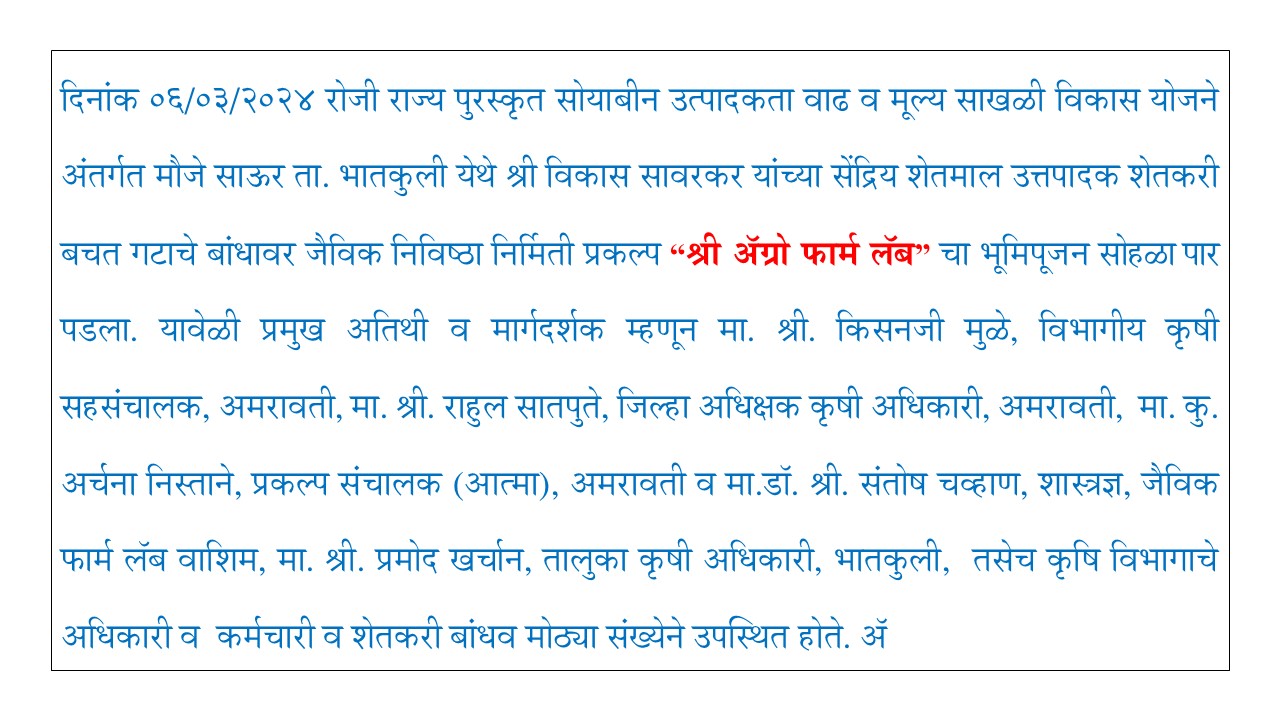 दिनांक ०६/०३/२०२४ रोजी राज्य पुरस्कृत सोयाबीन उत्पादकता वाढ व मूल्य साखळी विकास योजने
अंतर्गत मौजे साऊर ता. भातकुली येथे श्री विकास सावरकर यांच्या सेंद्रिय शेतमाल उत्तपादक शेतकरी
बचत गटाचे बांधावर जैविक निविष्ठा निर्मिती प्रकल्प “श्री ॲग्रो फार्म लॅब” चा भूमिपूजन सोहळा पार
पडला. यावेळी प्रमुख अतिथी व मार्गदर्शक म्हणून मा. श्री. किसनजी मुळे, विभागीय कृषी
सहसंचालक, अमरावती, मा. श्री. राहुल सातपुते, जिल्हा अधिक्षक कृषी अधिकारी, अमरावती, मा. कु.
अर्चना निस्ताने, प्रकल्प संचालक (आत्मा), अमरावती व मा.डॉ. श्री. संतोष चव्हाण, शास्त्रज्ञ, जैविक
फार्म लॅब वाशिम, मा. श्री. प्रमोद खर्चान, तालुका कृषी अधिकारी, भातकुली, तसेच कृषि विभागाचे
अधिकारी व कर्मचारी व शेतकरी बांधव मोठ्या संख्येने उपस्थित होते. ॲ